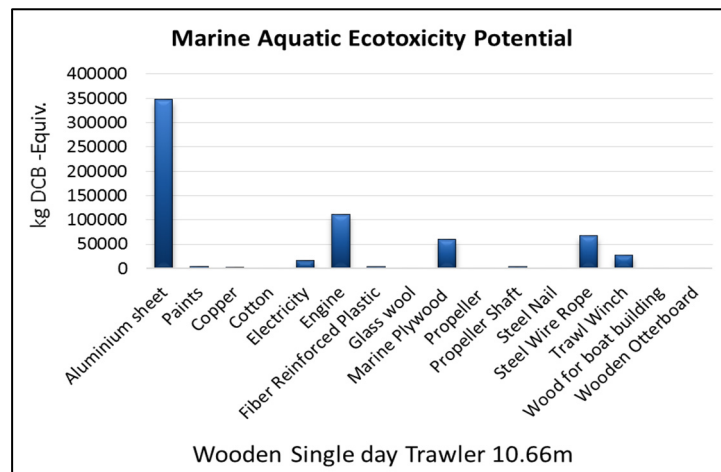 Marine Aquatic Ecotoxicity Potential
kg DCB -Equiv.
400000
350000
300000
250000
200000
150000
100000
50000
0
Aluminium sheet
Paints
Copper
Cotton
Electricity
Engine
Fiber Reinforced Plastic
Glass wool
Marine Plywood
Propeller
Propeller Shaft
Steel Nail
Steel Wire Rope
Trawl Winch
Wood for boat building
Wooden Otterboard
Wooden Single day Trawler 10.66m